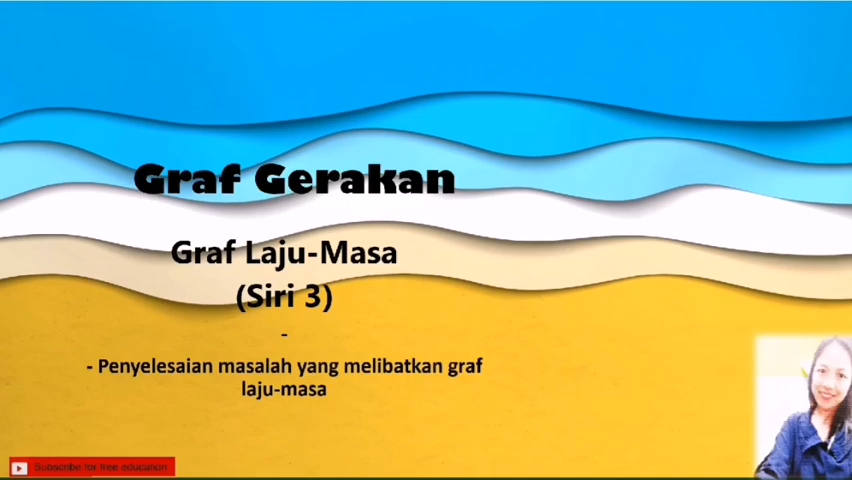 Graf Gerakan
Graf Laju-Masa
(Siri 3)
-
- Penyelesaian masalah yang melibatkan graf
laju-masa
Subscribe for free education